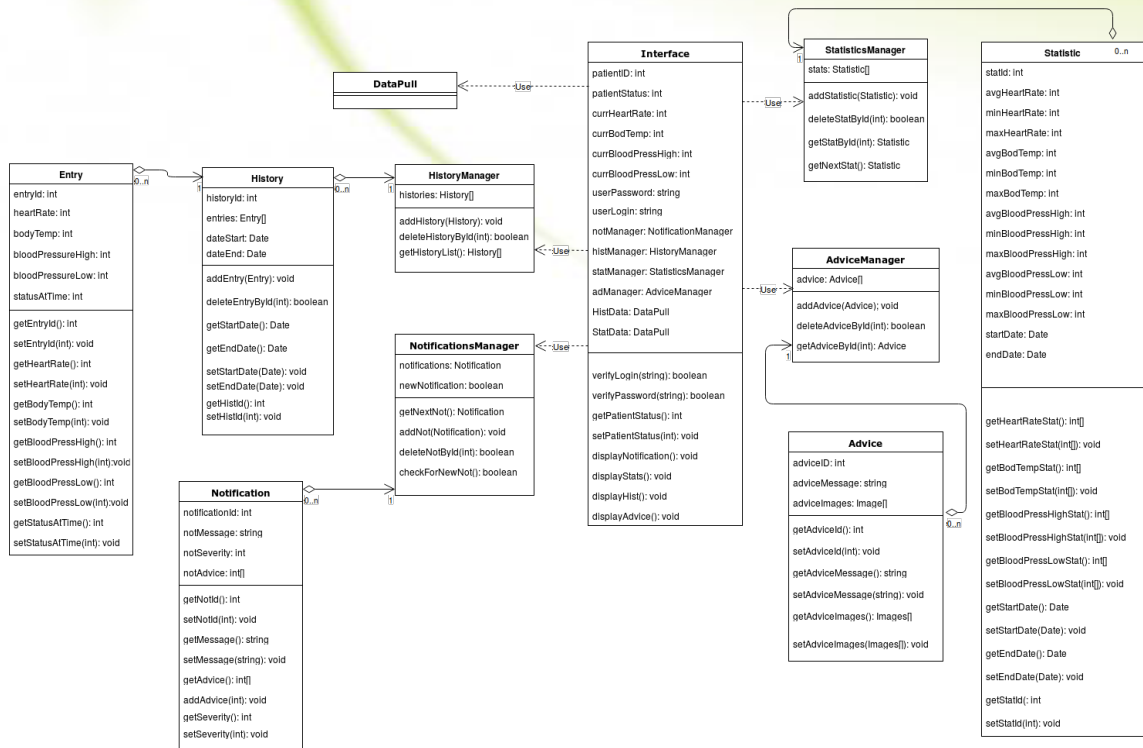 DataPull
Use
Entry
entryId: int
heartRate: int
bodyTemp: int
bloodPressureHigh: int
bloodPressureLow: int
statusAtTime: int
getEntryId(): int
setEntryId(int): void
getHeartRate(): int
setHeartRate(int): void
getBodyTemp(): int
setBodyTemp(int): void
getBloodPressHigh(): int
setBloodPressHigh(int):void
getBloodPressLow(): int
setBloodPressLow(int):void
getStatusAtTime(): int
setStatusAtTime(int): void
0..n
1
History
historyId: int
entries: Entry[]
dateStart: Date
dateEnd: Date
addEntry(Entry): void
deleteEntryById(int): boolean
getStartDate(): Date
getEndDate(): Date
setStartDate(Date): void
setEndDate(Date): void
getHistId(): int
setHistId(int): void
0..n
1
HistoryManager
histories: History[]
addHistory(History): void
deleteHistoryById(int): boolean
getHistoryList(): History[]
Use
NotificationsManager
notifications: Notification
newNotification: boolean
getNextNot(): Notification
addNot(Notification): void
deleteNotById(int): boolean
checkForNewNot(): boolean
Use
Notification
notificationId: int
notMessage: string
notSeverity: int
notAdvice: int[]
getNotId(): int
setNotId(int): void
getMessage(): string
setMessage(string): void
getAdvice(): int[]
addAdvice(int): void
getSeverity(): int
setSeverity(int): void
0..n
1
Interface
patientID: int
patientStatus: int
currHeartRate: int
currBodTemp: int
currBloodPressHigh: int
currBloodPressLow: int
userPassword: string
userLogin: string
notManager: NotificationManager
histManager: HistoryManager
statManager: StatisticsManager
adManager: AdviceManager
HistData: DataPull
StatData: DataPull
verifyLogin(string): boolean
verifyPassword(string): boolean
getPatientStatus(): int
setPatientStatus(int): void
displayNotification(): void
displayStats(): void
displayHist(): void
displayAdvice(): void
Use
Use
StatisticsManager
stats: Statistic[]
addStatistic(Statistic): void
deleteStatById(int): boolean
getStatById(int): Statistic
getNextStat(): Statistic
1
0..n
AdviceManager
advice: Advice[]
addAdvice(Advice); void
deleteAdviceById(int): boolean
getAdviceById(int): Advice
1
Advice
adviceID: int
adviceMessage: string
adviceImages: Image[]
getAdviceId(): int
setAdviceId(int): void
getAdviceMessage(): string
setAdviceMessage(string): void
getAdviceImages(): Images[]
setAdviceImages(Images[]): void
0..n
Statistic
statId: int
avgHeartRate: int
minHeartRate: int
maxHeartRate: int
avgBodTemp: int
minBodTemp: int
maxBodTemp: int
avgBloodPressHigh: int
minBloodPressHigh: int
maxBloodPressHigh: int
avgBloodPressLow: int
minBloodPressLow: int
maxBloodPressLow: int
startDate: Date
endDate: Date
getHeartRateStat(): int[]
setHeartRateStat(int[]): void
getBodTempStat(): int[]
setBodTempStat(int[]): void
getBloodPressHighStat(): int[]
setBloodPressHighStat(int[]): void
getBloodPressLowStat(): int[]
setBloodPressLowStat(int[]): void
getStartDate(): Date
setStartDate(Date): void
getEndDate(): Date
setEndDate(Date): void
getStatId(: int
setStatId(int): void